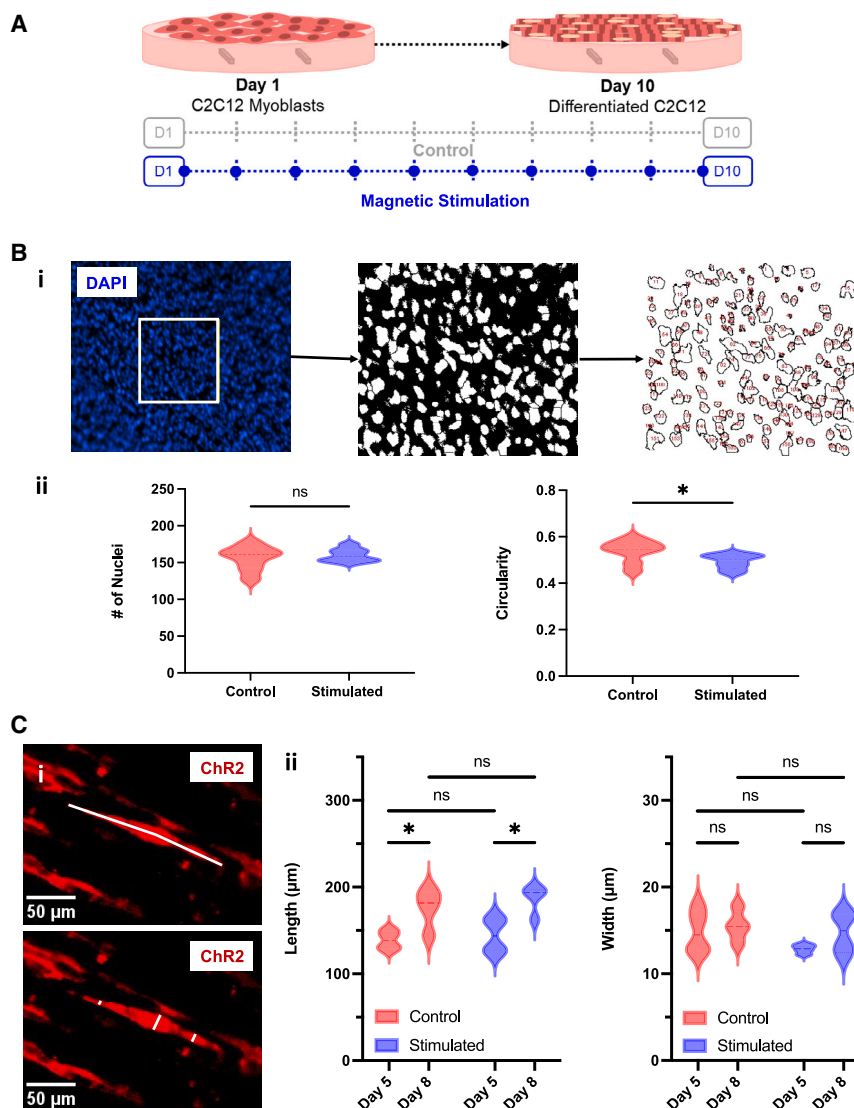 A
Day 1
C2C12 Myoblasts
Day 10
Differentiated C2C12
D1
D10
Control
D1
D10
Magnetic Stimulation
B
i
DAPI
ii
250
200
150
100
50
0
# of Nuclei
ns
Control
Stimulated
0.8
0.6
0.4
0.2
0.0
Circularity
*
Control
Stimulated
C
i
ChR2
50 µm
ChR2
50 µm
ii
300
200
100
0
Length (µm)
ns
ns
*
*
Control
Stimulated
Day 5
Day 8
Day 5
Day 8
30
20
10
0
Width (µm)
ns
ns
ns
ns
Control
Stimulated
Day 5
Day 8
Day 5
Day 8